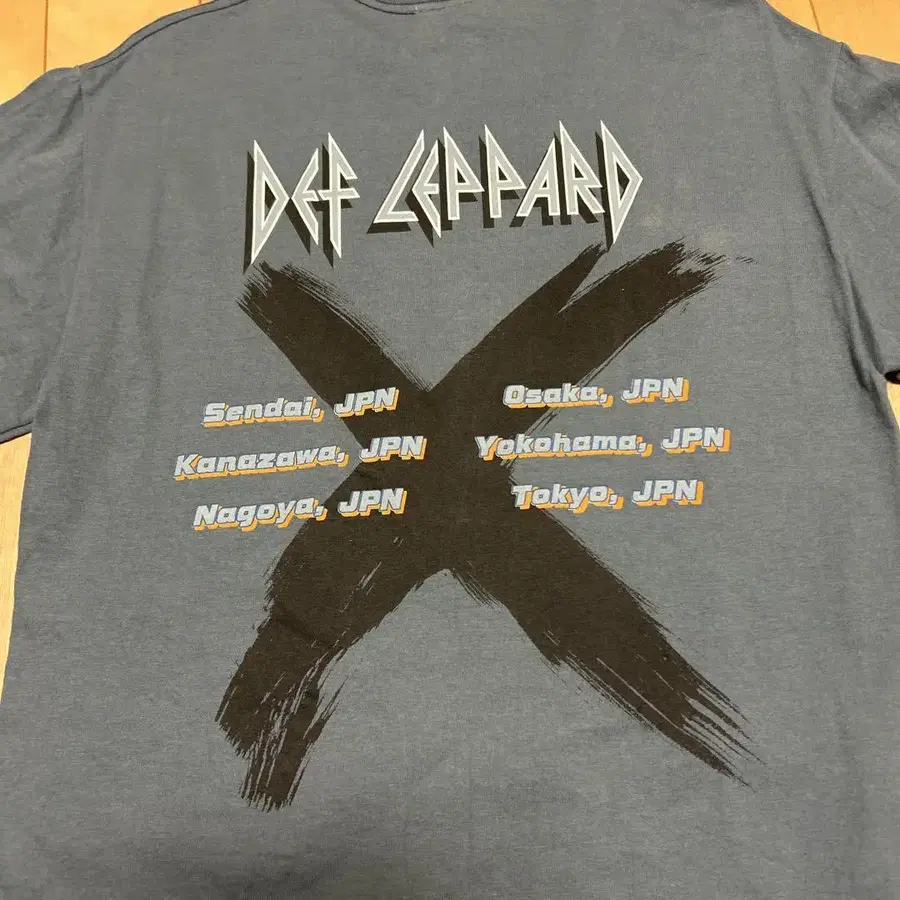 DEF LEPPARD
Sendai, JPN
Kanazawa, JPN
Nagoya, JPN
Osaka, JPN
Yokohama, JPN
Tokyo, JPN